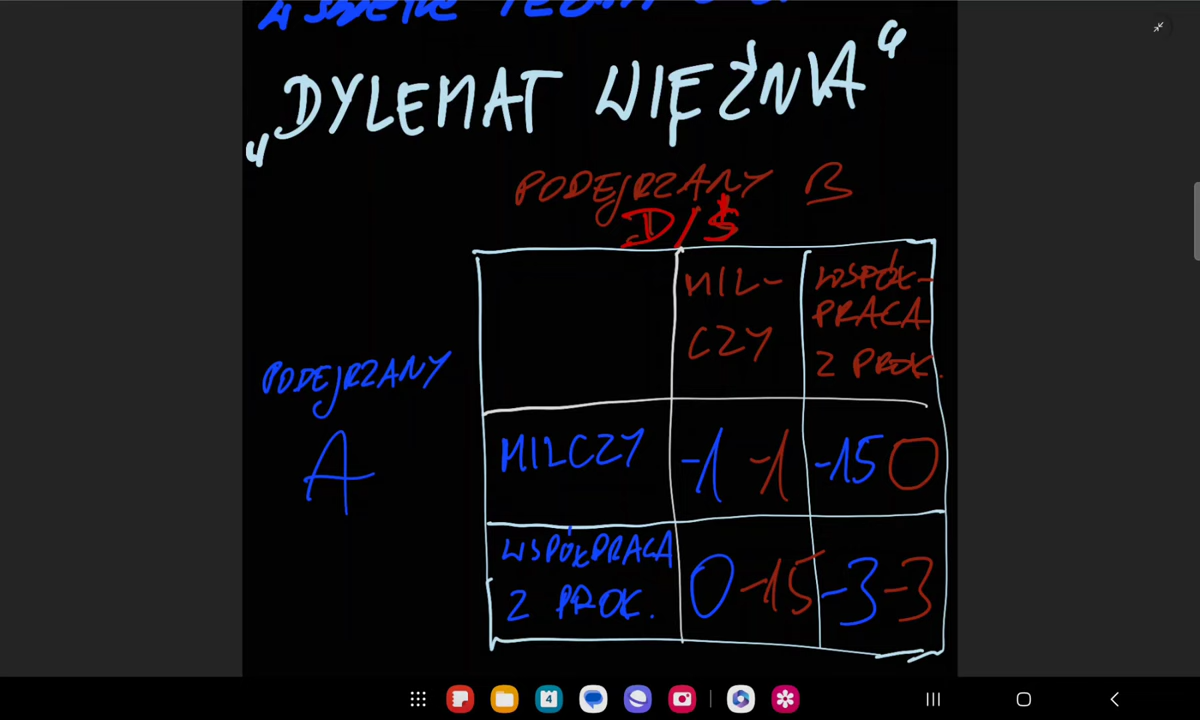 „DYLEMAT WIĘŹNIA“
PODEJRZANY B
D/Ś
MIL-
CZY
WSPÓŁ-
PRACA
Z PROK.
PODEJRZANY
A
MILCZY
-1 -1
-15 0
WSPÓŁPRACA
Z PROK.
0 -15
-3 -3
4